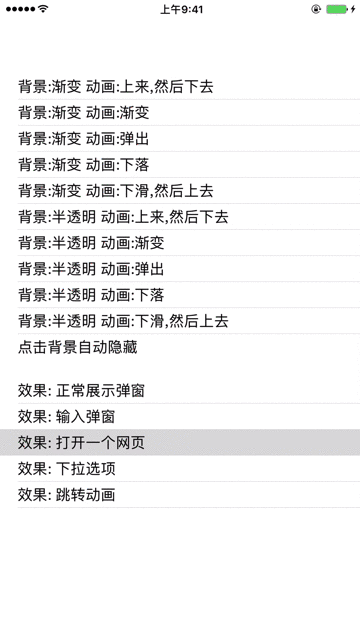 上午9:41
背景:渐变 动画:上来,然后下去
背景:渐变 动画:渐变
背景:渐变 动画:弹出
背景:渐变 动画:下落
背景:渐变 动画:下滑,然后上去
背景:半透明 动画:上来,然后下去
背景:半透明 动画:渐变
背景:半透明 动画:弹出
背景:半透明 动画:下落
背景:半透明 动画:下滑,然后上去
点击背景自动隐藏
效果: 正常展示弹窗
效果: 输入弹窗
效果: 打开一个网页
效果: 下拉选项
效果: 跳转动画